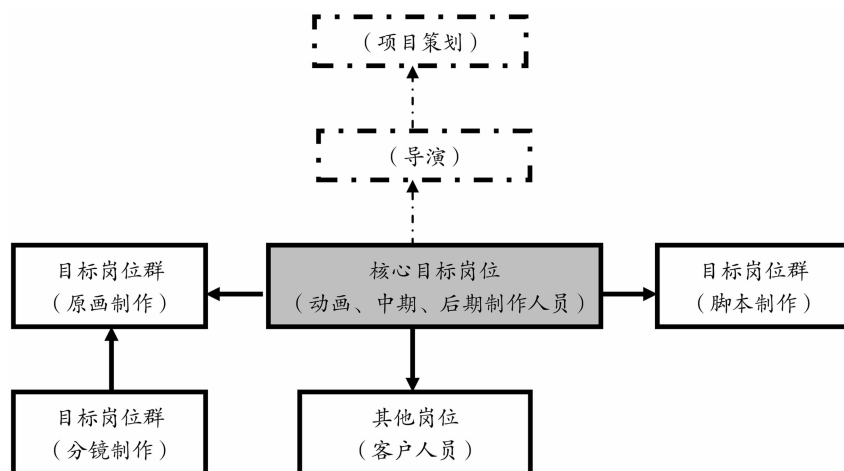 （项目策划）
（导演）
目标岗位群
（原画制作）
核心目标岗位
（动画、中期、后期制作人员）
目标岗位群
（脚本制作）
目标岗位群
（分镜制作）
其他岗位
（客户人员）